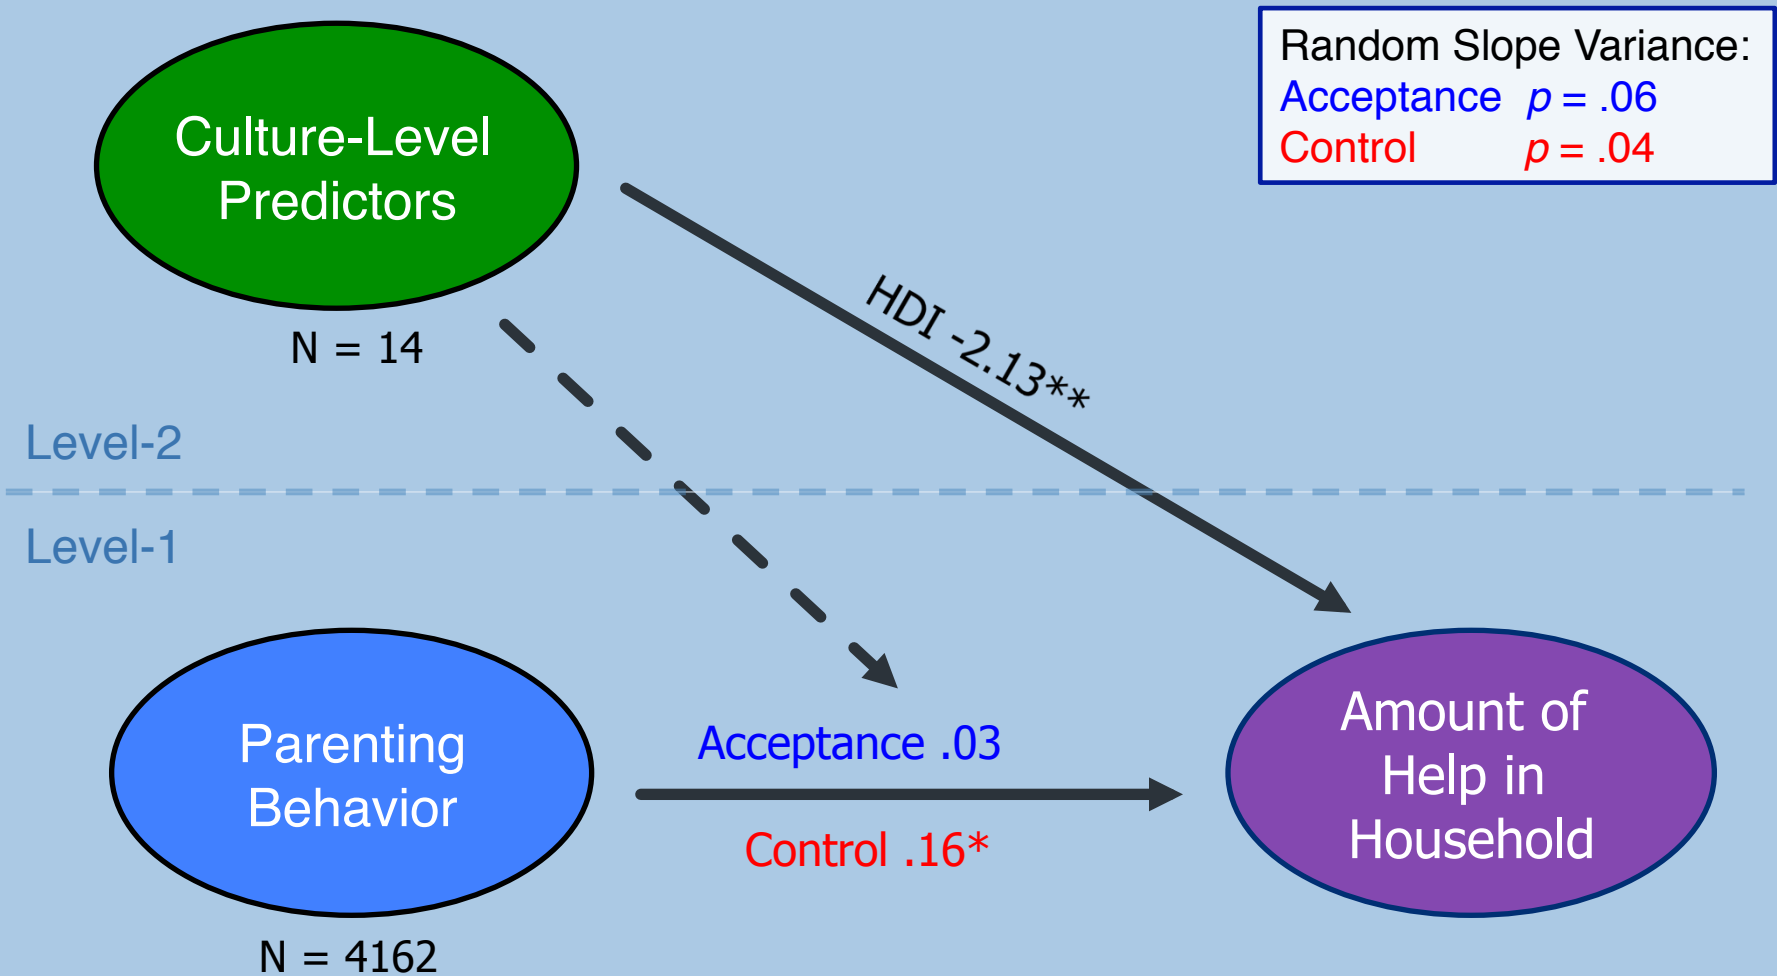 Random Slope Variance:
Acceptance p = .06
Control p = .04
Culture-Level
Predictors
N = 14
HDI -2.13**
Level-2
Level-1
Parenting
Behavior
N = 4162
Acceptance .03
Control .16*
Amount of
Help in
Household